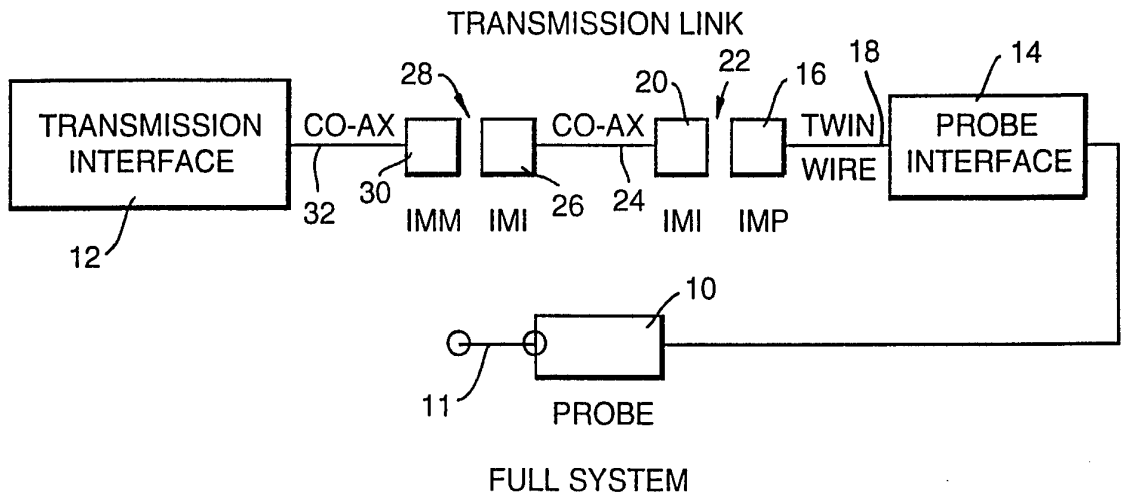 TRANSMISSION LINK
28
20
22
16
18
14
TRANSMISSION
INTERFACE
CO-AX
CO-AX
TWIN
WIRE
PROBE
INTERFACE
32
30
26
24
12
IMM
IMI
IMI
IMP
10
11
PROBE
FULL SYSTEM